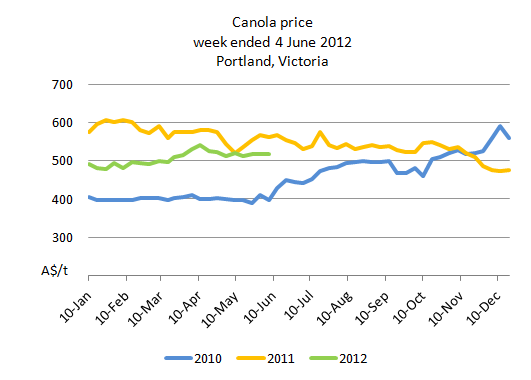 Canola price
week ended 4 June 2012
Portland, Victoria
700
600
500
400
300
A$/t
10-Jan
10-Feb
10-Mar
10-Apr
10-May
10-Jun
10-Jul
10-Aug
10-Sep
10-Oct
10-Nov
10-Dec
2010 2011 2012